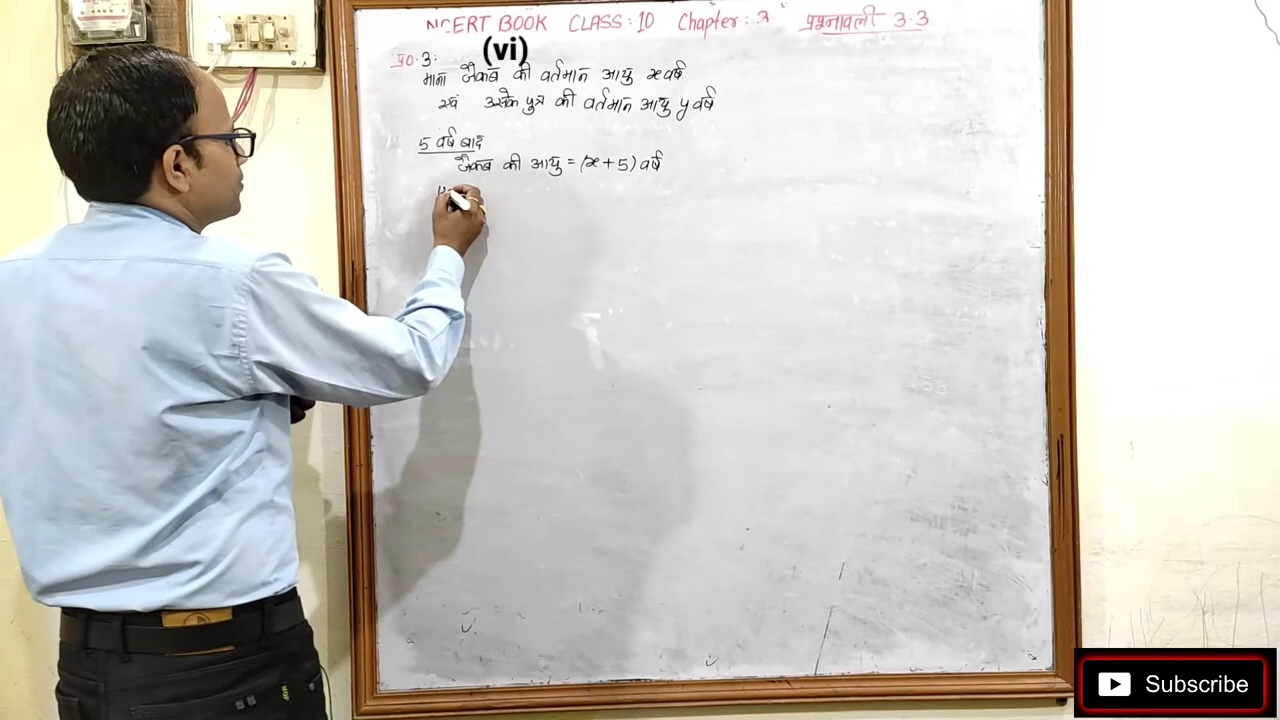 NCERT BOOK CLASS: 10 Chapter: 3 प्रश्नावली 3.3
प्र0.3: (vi)
माना जैकब की वर्तमान आयु x वर्ष
एवं उसके पुत्र की वर्तमान आयु y वर्ष
5 वर्ष बाद
जैकब की आयु = (x + 5) वर्ष
Subscribe